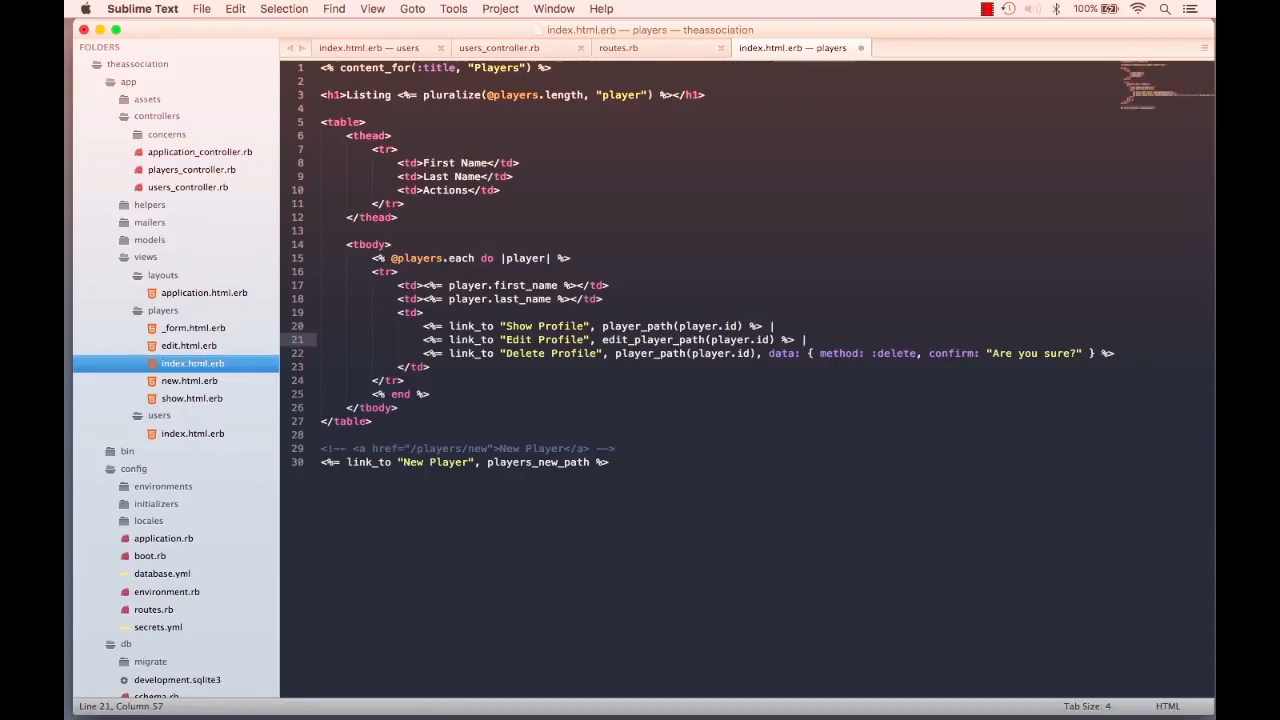 Sublime Text File Edit Selection Find View Goto Tools Project Window Help 100%
index.html.erb — players — theassociation
FOLDERS
index.html.erb — users
users_controller.rb
routes.rb
index.html.erb — players
theassociation
app
assets
controllers
concerns
application_controller.rb
players_controller.rb
users_controller.rb
helpers
mailers
models
views
layouts
application.html.erb
players
_form.html.erb
edit.html.erb
index.html.erb
new.html.erb
show.html.erb
users
index.html.erb
bin
config
environments
initializers
locales
application.rb
boot.rb
database.yml
environment.rb
routes.rb
secrets.yml
db
migrate
development.sqlite3
schema.rb
1 <% content_for(:title, "Players") %>
2
3 <h1>Listing <%= pluralize(@players.length, "player") %></h1>
4
5 <table>
6 <thead>
7 <tr>
8 <td>First Name</td>
9 <td>Last Name</td>
10 <td>Actions</td>
11 </tr>
12 </thead>
13
14 <tbody>
15 <% @players.each do |player| %>
16 <tr>
17 <td><%= player.first_name %></td>
18 <td><%= player.last_name %></td>
19 <td>
20 <%= link_to "Show Profile", player_path(player.id) %> |
21 <%= link_to "Edit Profile", edit_player_path(player.id) %> |
22 <%= link_to "Delete Profile", player_path(player.id), data: { method: :delete, confirm: "Are you sure?" } %>
23 </td>
24 </tr>
25 <% end %>
26 </tbody>
27 </table>
28
29 <!-- <a href="/players/new">New Player</a> -->
30 <%= link_to "New Player", players_new_path %>
Line 21, Column 57
Tab Size: 4
HTML